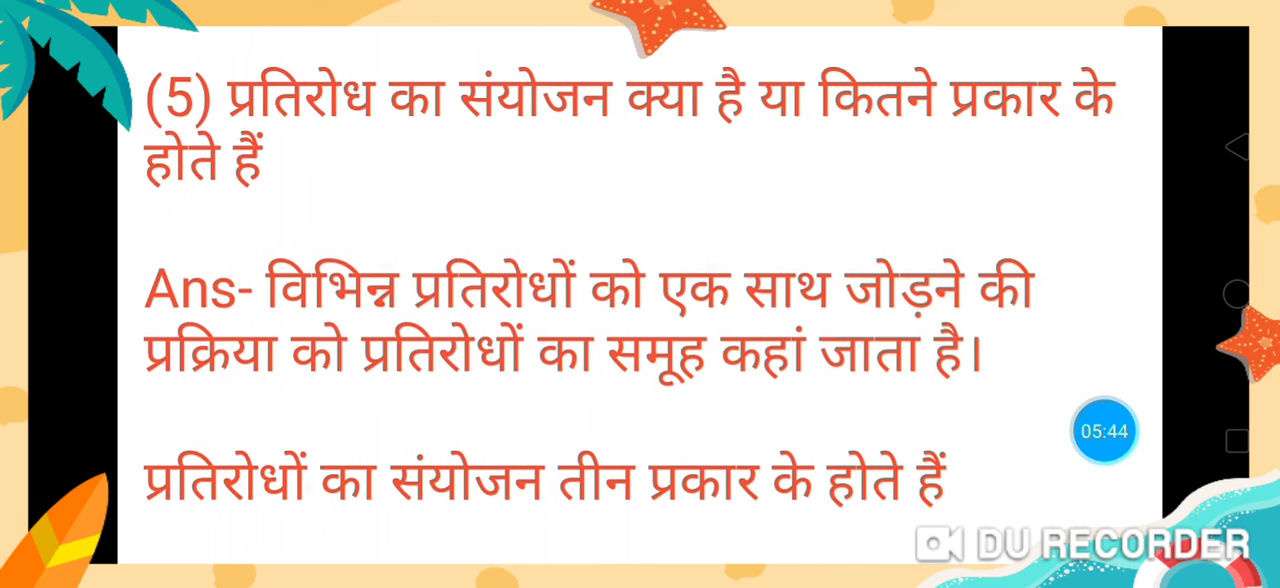 (5) प्रतिरोध का संयोजन क्या है या कितने प्रकार के
होते हैं
Ans- विभिन्न प्रतिरोधों को एक साथ जोड़ने की
प्रक्रिया को प्रतिरोधों का समूह कहां जाता है।
05:44
प्रतिरोधों का संयोजन तीन प्रकार के होते हैं
DU RECORDER